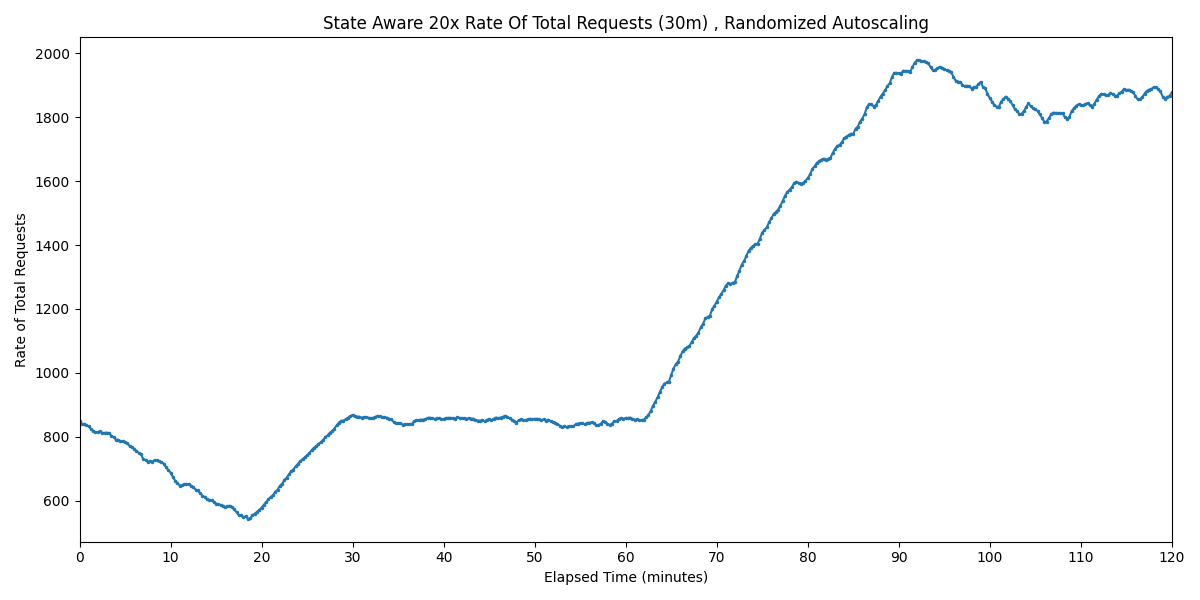 State Aware 20x Rate Of Total Requests (30m) , Randomized Autoscaling
Rate of Total Requests
2000
1800
1600
1400
1200
1000
800
600
0 10 20 30 40 50 60 70 80 90 100 110 120
Elapsed Time (minutes)